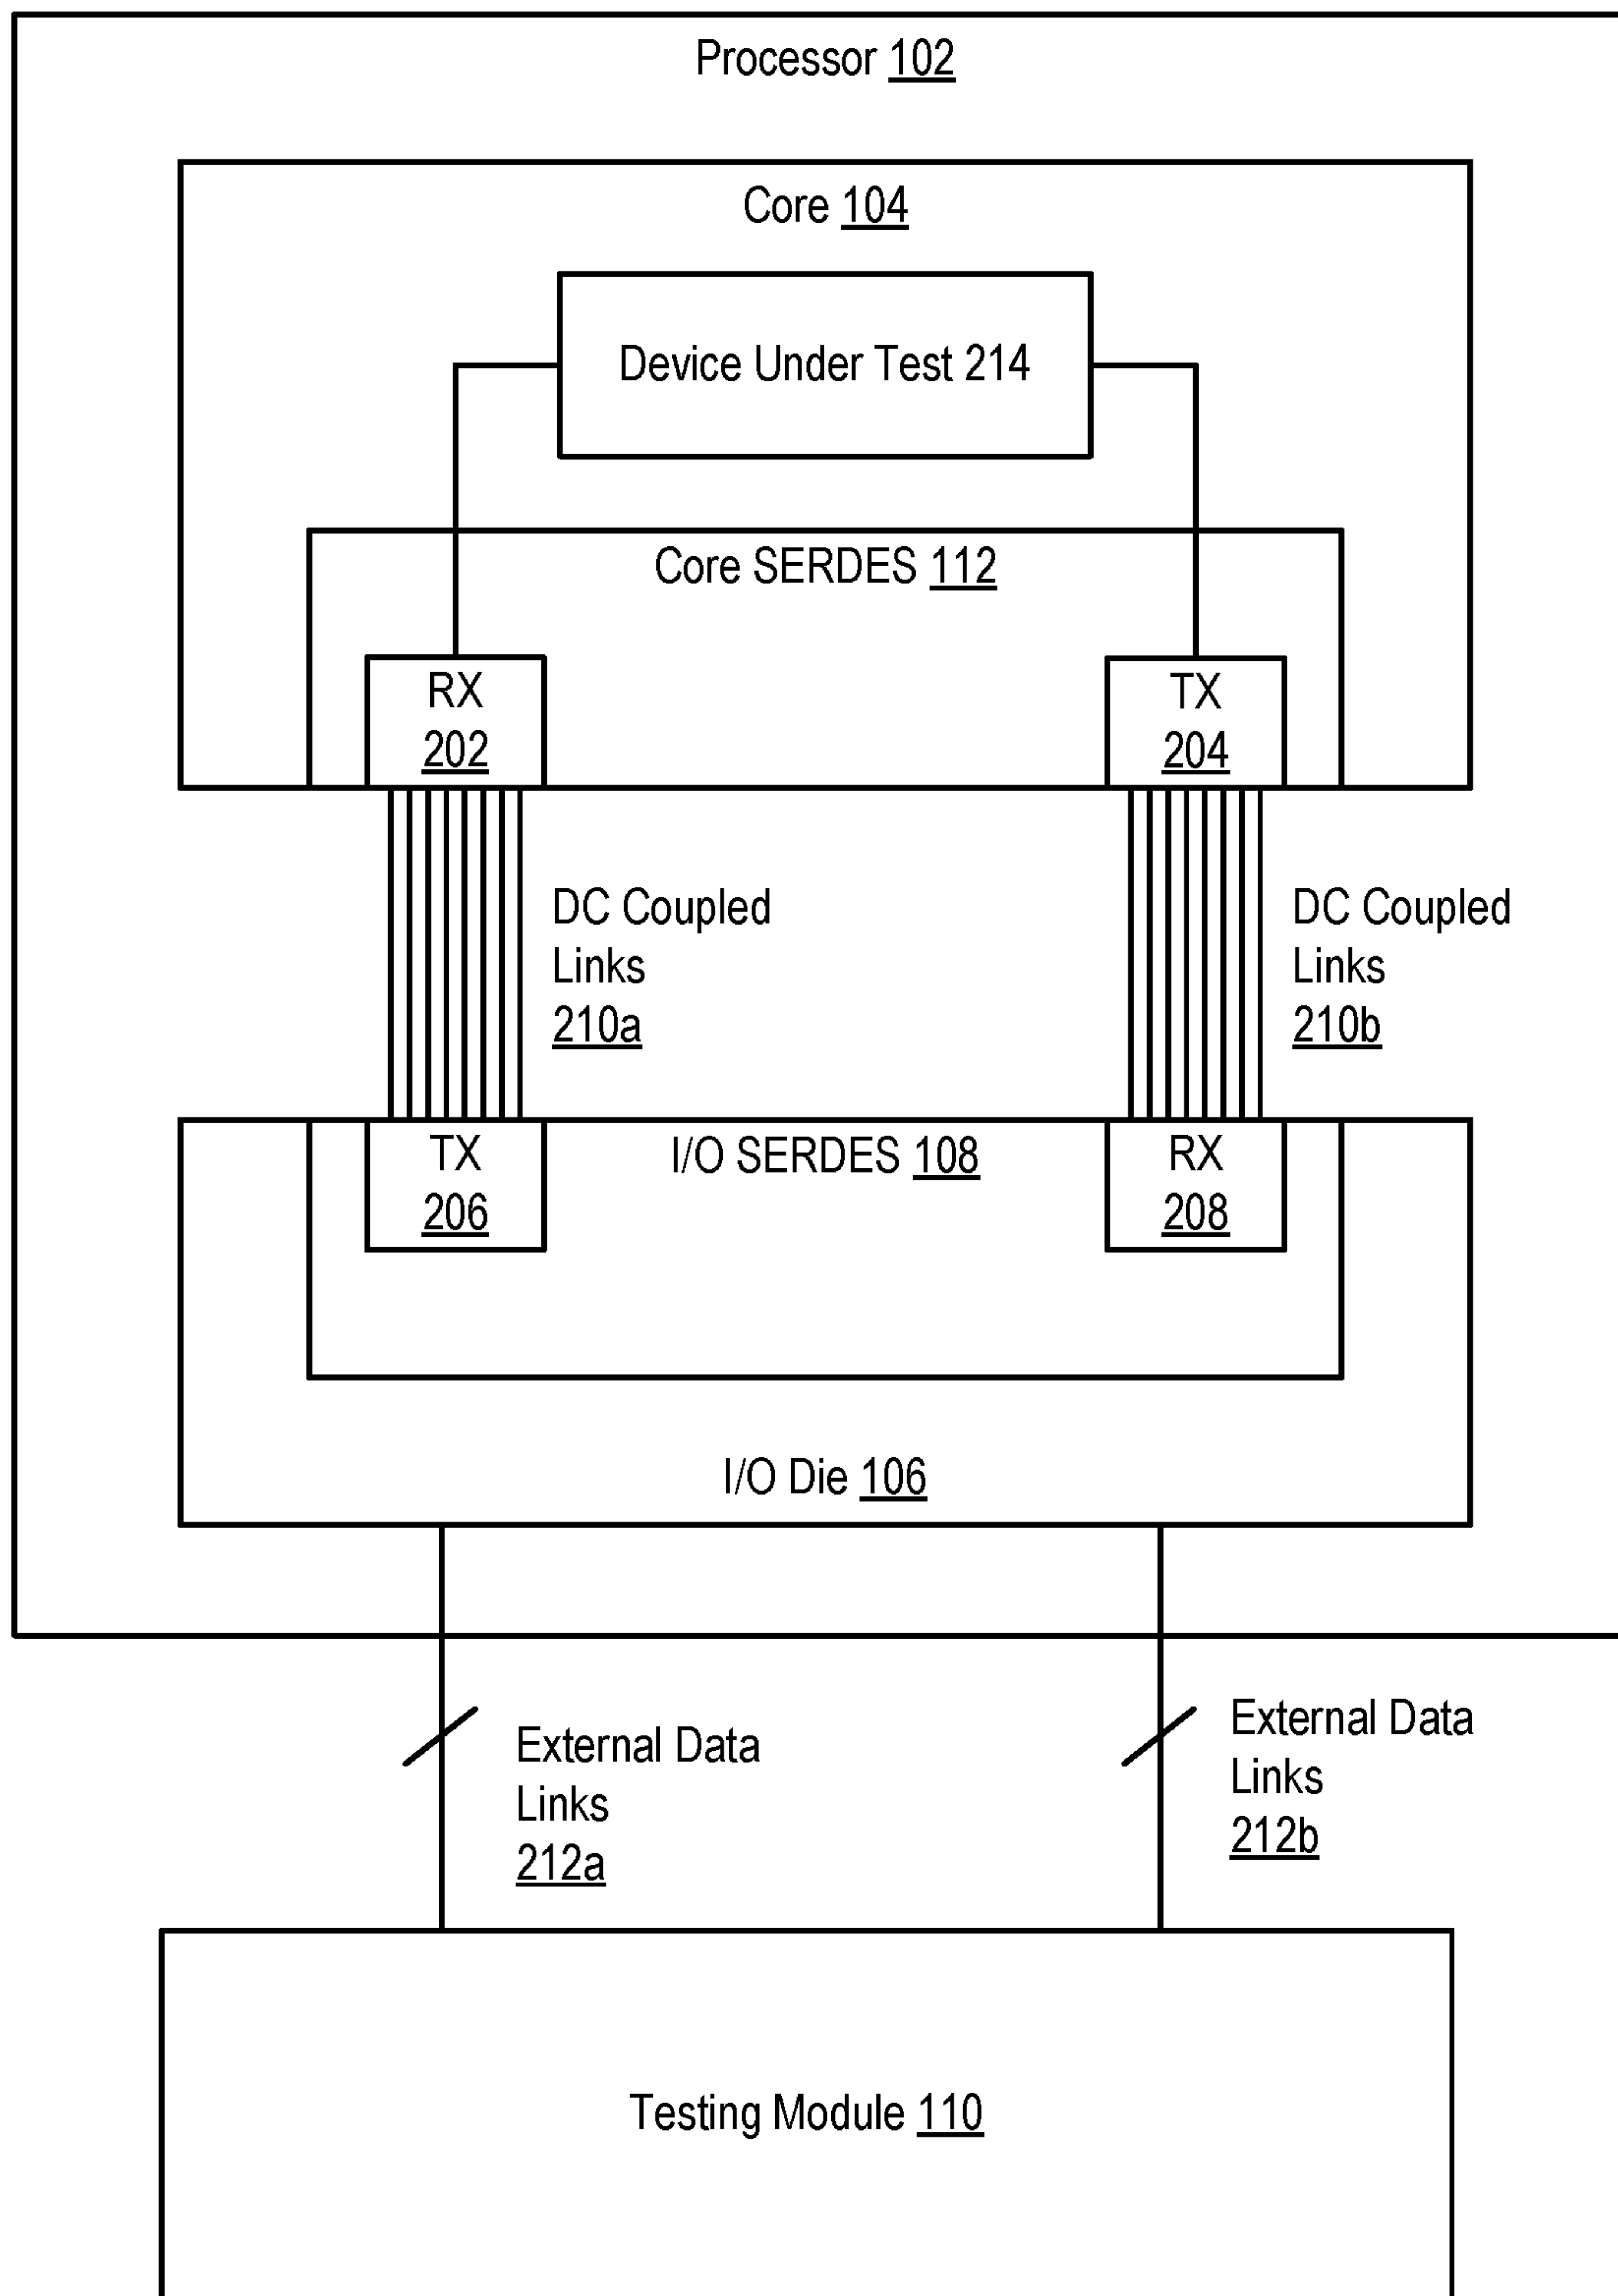 Processor 102
Core 104
Device Under Test 214
Core SERDES 112
RX
202
TX
204
DC Coupled
Links
210a
DC Coupled
Links
210b
TX
206
I/O SERDES 108
RX
208
I/O Die 106
External Data
Links
212a
External Data
Links
212b
Testing Module 110